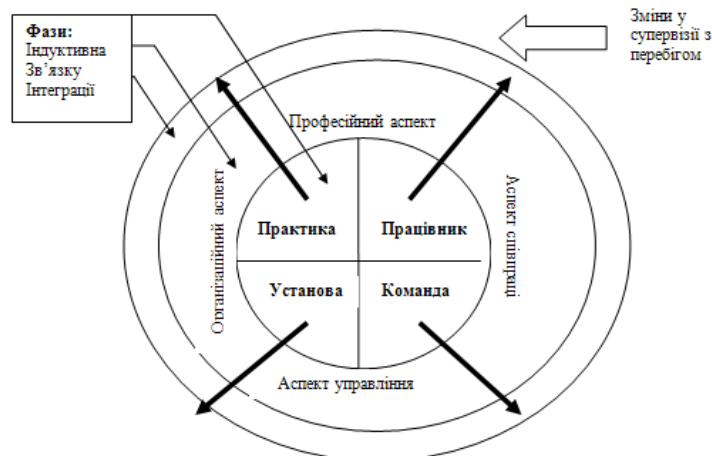 Фази:
Індуктивна
Зв’язку
Інтеграції
Зміни у
супервізії з
перебігом
Професійний аспект
Організаційний аспект
Аспект співпраці
Практика
Працівник
Установа
Команда
Аспект управління